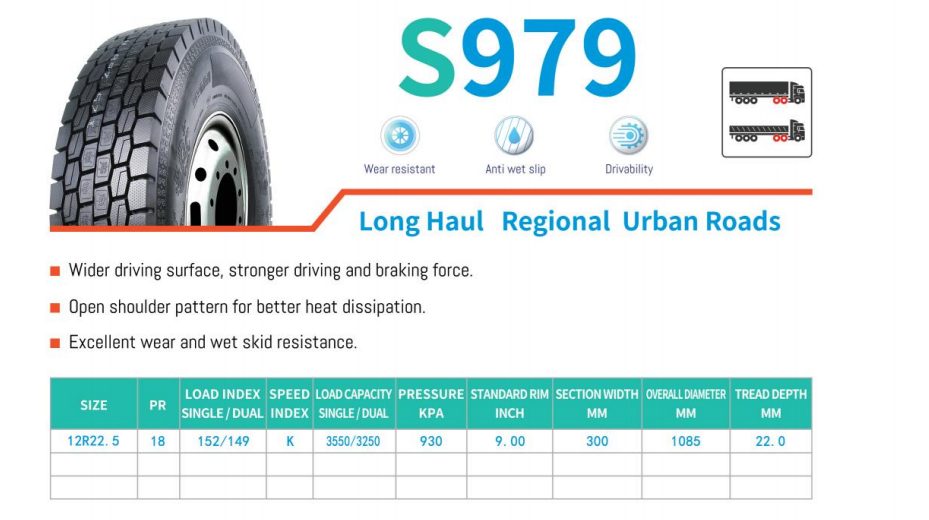 S979
Wear resistant
Anti wet slip
Drivability
Long Haul Regional Urban Roads
Wider driving surface, stronger driving and braking force.
Open shoulder pattern for better heat dissipation.
Excellent wear and wet skid resistance.
SIZE PR LOAD INDEX SINGLE / DUAL SPEED INDEX LOAD CAPACITY SINGLE / DUAL PRESSURE KPA STANDARD RIM INCH SECTION WIDTH MM OVERALL DIAMETER MM TREAD DEPTH MM
12R22. 5 18 152/149 K 3550/3250 930 9. 00 300 1085 22. 0